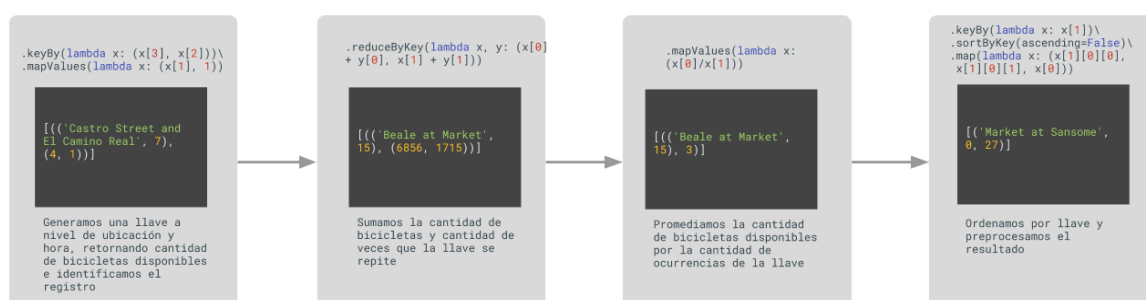 .keyBy(lambda x: (x[3], x[2]))\
.mapValues(lambda x: (x[1], 1))
[(('Castro Street and
El Camino Real', 7),
(4, 1))]
Generamos una llave a
nivel de ubicación y
hora, retornando cantidad
de bicicletas disponibles
e identificamos el
registro
.reduceByKey(lambda x, y: (x[0]
+ y[0], x[1] + y[1]))
[(('Beale at Market',
15), (6856, 1715))]
Sumamos la cantidad de
bicicletas y cantidad de
veces que la llave se
repite
.mapValues(lambda x:
(x[0]/x[1]))
[(('Beale at Market',
15), 3)]
Promediamos la cantidad
de bicicletas disponibles
por la cantidad de
ocurrencias de la llave
.keyBy(lambda x: x[1])\
.sortByKey(ascending=False)\
.map(lambda x: (x[1][0][0],
x[1][0][1], x[0]))
[('Market at Sansome',
0, 27)]
Ordenamos por llave y
preprocesamos el
resultado